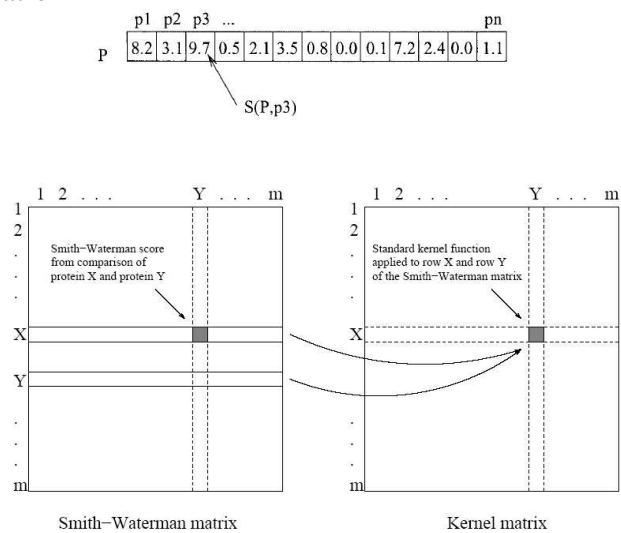 p1 p2 p3 ... pn
P 8.2 3.1 9.7 0.5 2.1 3.5 0.8 0.0 0.1 7.2 2.4 0.0 1.1
S(P,p3)
1 2 . . . Y . . . m
1
2
.
.
.
Smith−Waterman score
from comparison of
protein X and protein Y
X
Y
.
.
.
m
Smith−Waterman matrix
1 2 . . . Y . . . m
1
2
.
.
.
Standard kernel function
applied to row X and row Y
of the Smith−Waterman matrix
X
.
.
.
m
Kernel matrix